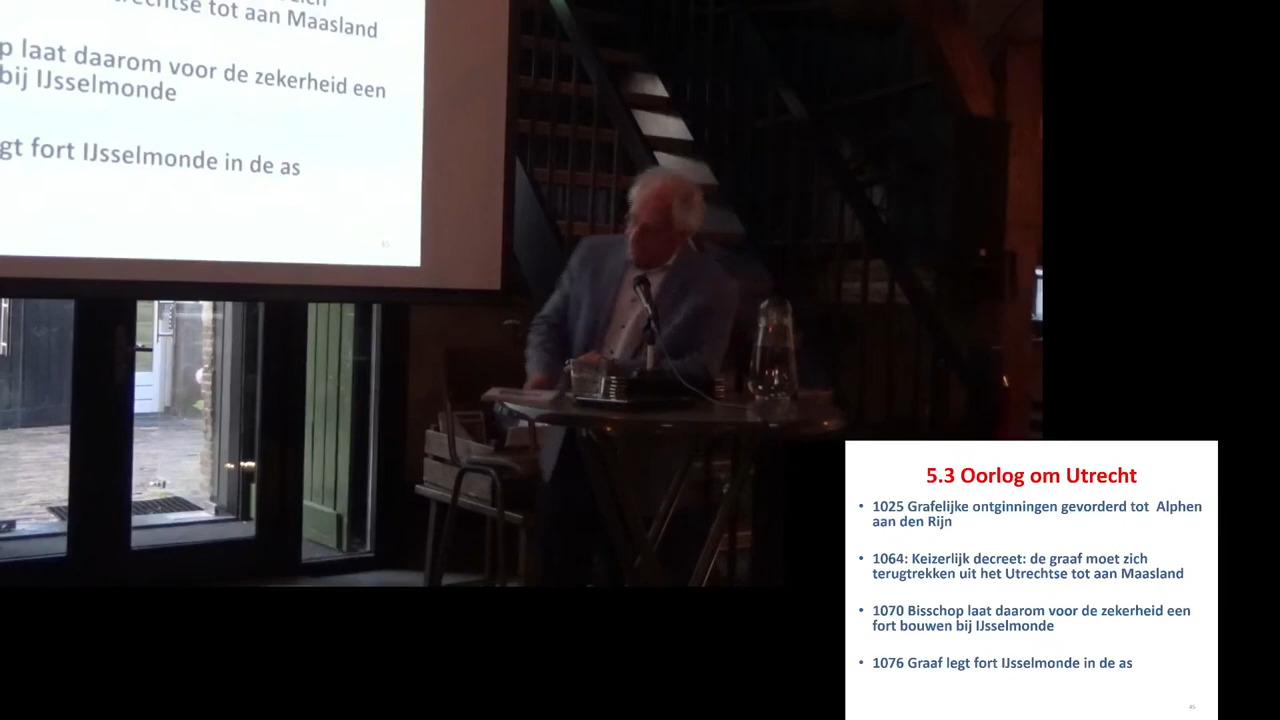 trechtse tot aan Maasland
p laat daarom voor de zekerheid een
bij IJsselmonde
gt fort IJsselmonde in de as
5.3 Oorlog om Utrecht
• 1025 Grafelijke ontginningen gevorderd tot Alphen
aan den Rijn
• 1064: Keizerlijk decreet: de graaf moet zich
terugtrekken uit het Utrechtse tot aan Maasland
• 1070 Bisschop laat daarom voor de zekerheid een
fort bouwen bij IJsselmonde
• 1076 Graaf legt fort IJsselmonde in de as
45